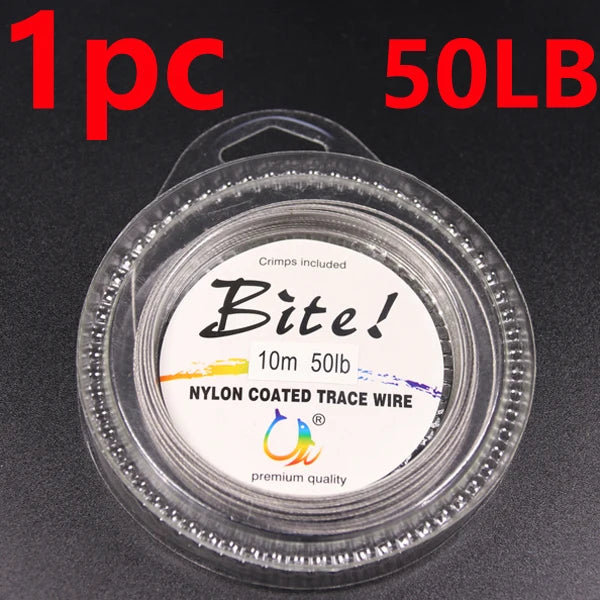 1pc 50LB
Crimps included
Bite!
10m 50lb
NYLON COATED TRACE WIRE
®
premium quality